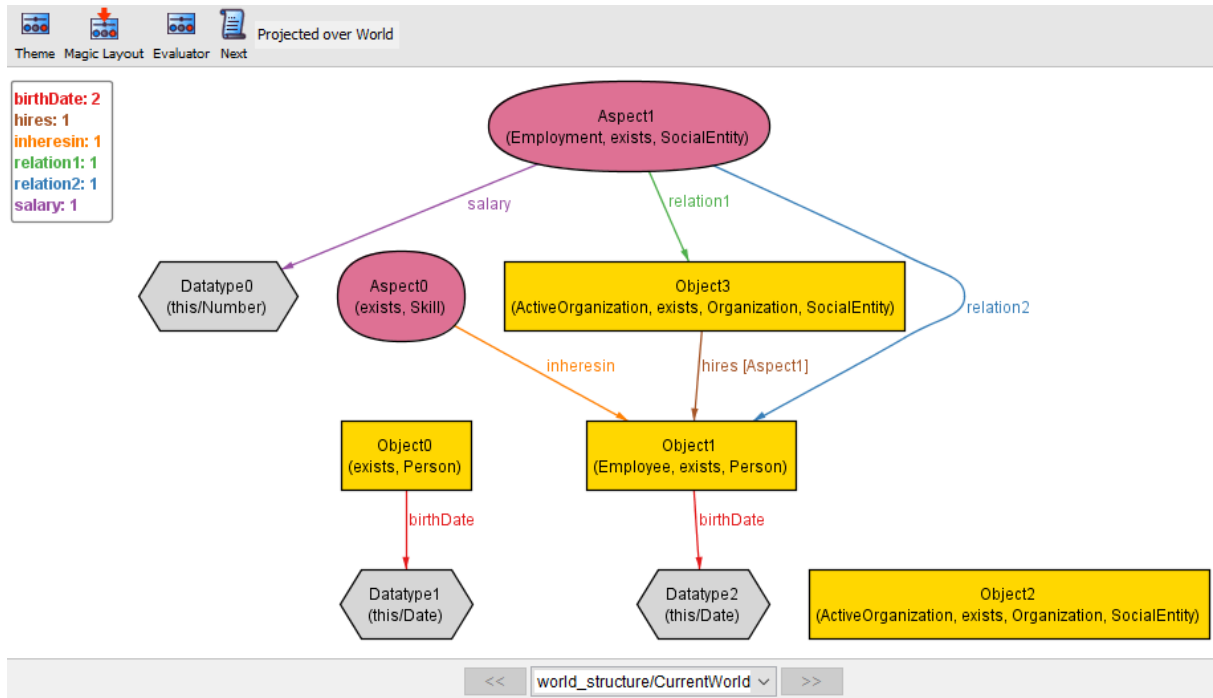 Theme Magic Layout Evaluator Next Projected over World
birthDate: 2
hires: 1
inheresin: 1
relation1: 1
relation2: 1
salary: 1
Aspect1
(Employment, exists, SocialEntity)
salary
relation1
Datatype0
(this/Number)
Aspect0
(exists, Skill)
Object3
(ActiveOrganization, exists, Organization, SocialEntity)
relation2
inheresin
hires [Aspect1]
Object0
(exists, Person)
Object1
(Employee, exists, Person)
birthDate
birthDate
Datatype1
(this/Date)
Datatype2
(this/Date)
Object2
(ActiveOrganization, exists, Organization, SocialEntity)
<< world_structure/CurrentWorld >>